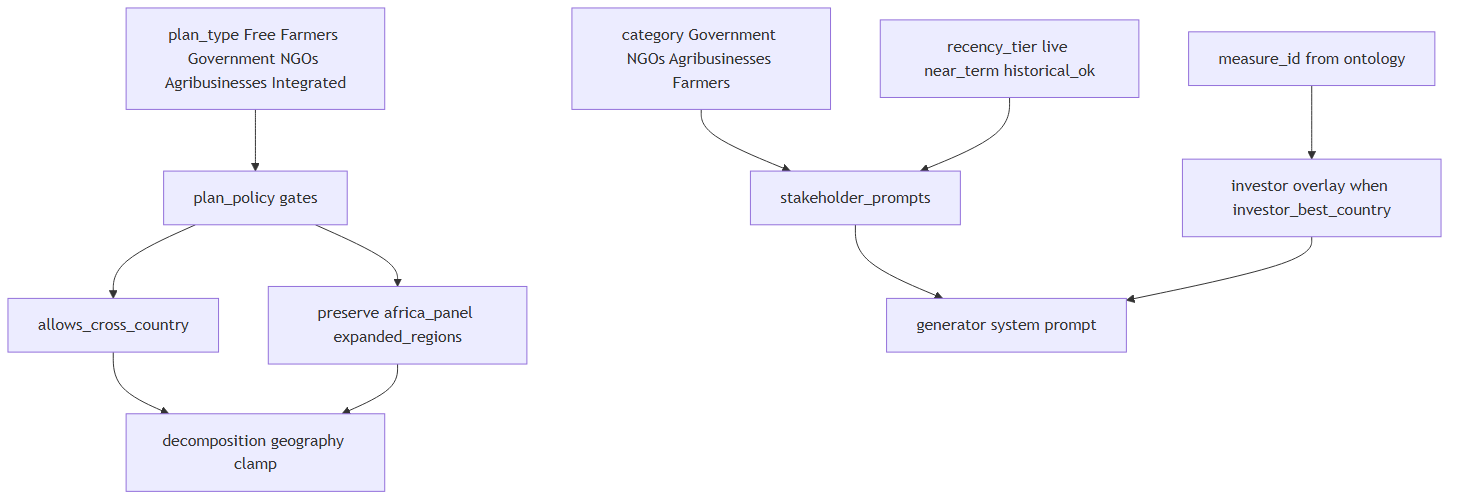 plan_type Free Farmers
Government NGOs
Agribusinesses Integrated
category Government
NGOs Agribusinesses
Farmers
recency_tier live
near_term historical_ok
measure_id from ontology
plan_policy gates
stakeholder_prompts
investor overlay when
investor_best_country
allows_cross_country
preserve africa_panel
expanded_regions
generator system prompt
decomposition geography
clamp